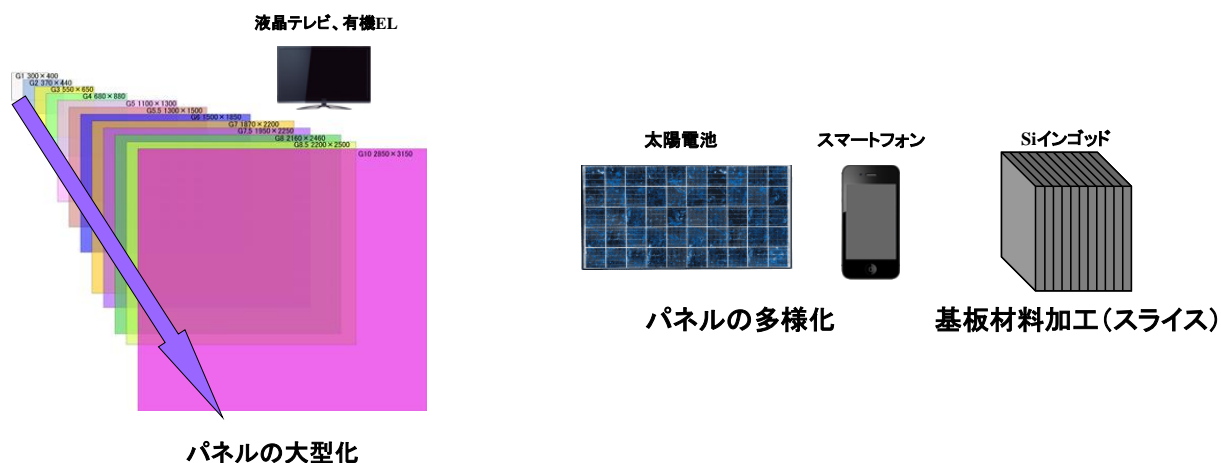 液晶テレビ、有機EL
G1 300×400
G2 370×440
G3 550×650
G4 680×880
G5 1100×1300
G5.5 1300×1500
G6 1500×1850
G7 1870×2200
G7.5 1950×2250
G8 2160×2460
G8.5 2200×2500
G10 2850×3150
パネルの大型化
太陽電池
スマートフォン
Siインゴッド
パネルの多様化
基板材料加工(スライス)